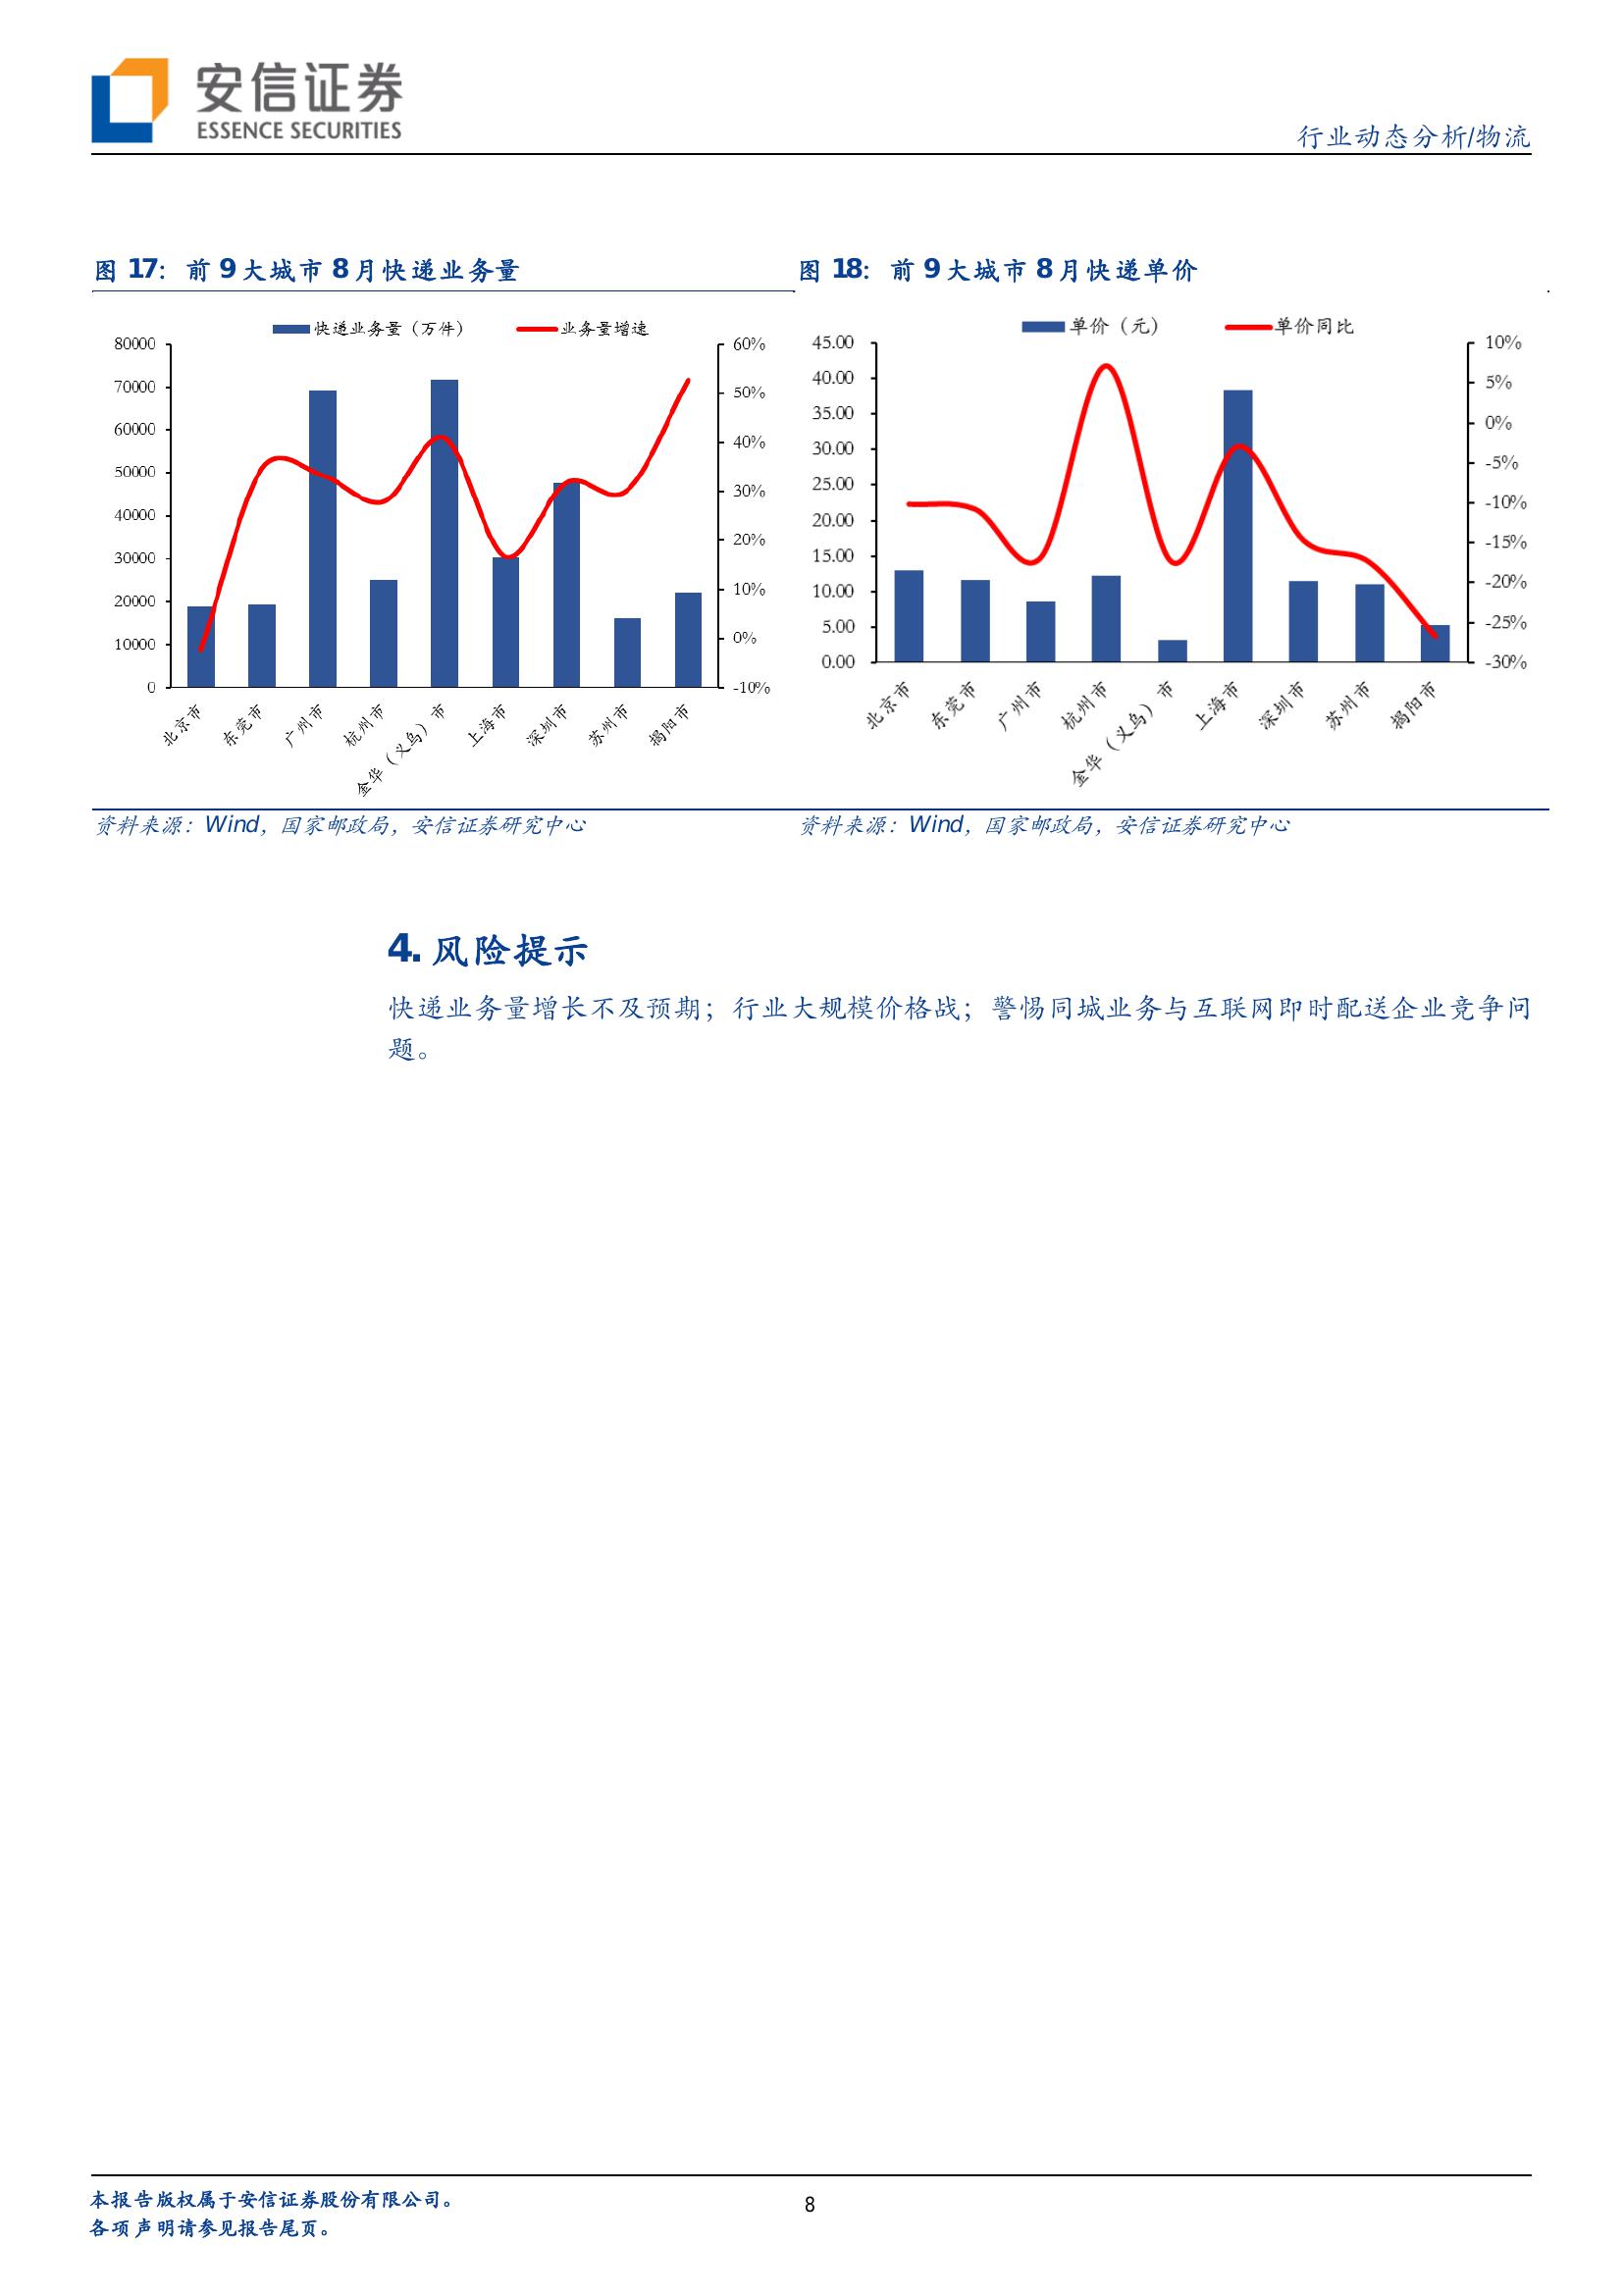 安信证券
ESSENCE SECURITIES
行业动态分析/物流
图 17: 前 9 大城市 8 月快递业务量
快递业务量（万件）
业务量增速
80000
70000
60000
50000
40000
30000
20000
10000
0
60%
50%
40%
30%
20%
10%
0%
-10%
北京市
东莞市
广州市
杭州市
金华（义乌）市
上海市
深圳市
苏州市
揭阳市
资料来源：Wind，国家邮政局，安信证券研究中心
图 18: 前 9 大城市 8 月快递单价
单价（元）
单价同比
45.00
40.00
35.00
30.00
25.00
20.00
15.00
10.00
5.00
0.00
10%
5%
0%
-5%
-10%
-15%
-20%
-25%
-30%
北京市
东莞市
广州市
杭州市
金华（义乌）市
上海市
深圳市
苏州市
揭阳市
资料来源：Wind，国家邮政局，安信证券研究中心
4. 风险提示
快递业务量增长不及预期；行业大规模价格战；警惕同城业务与互联网即时配送企业竞争问
题。
本报告版权属于安信证券股份有限公司。
各项声明请参见报告尾页。
8